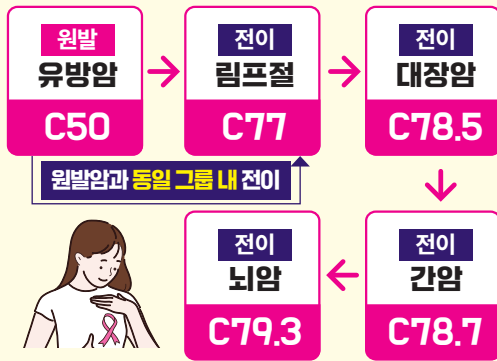 원발
유방암
C50
전이
림프절
C77
전이
대장암
C78.5
원발암과 동일 그룹 내 전이
전이
간암
C78.7
전이
뇌암
C79.3